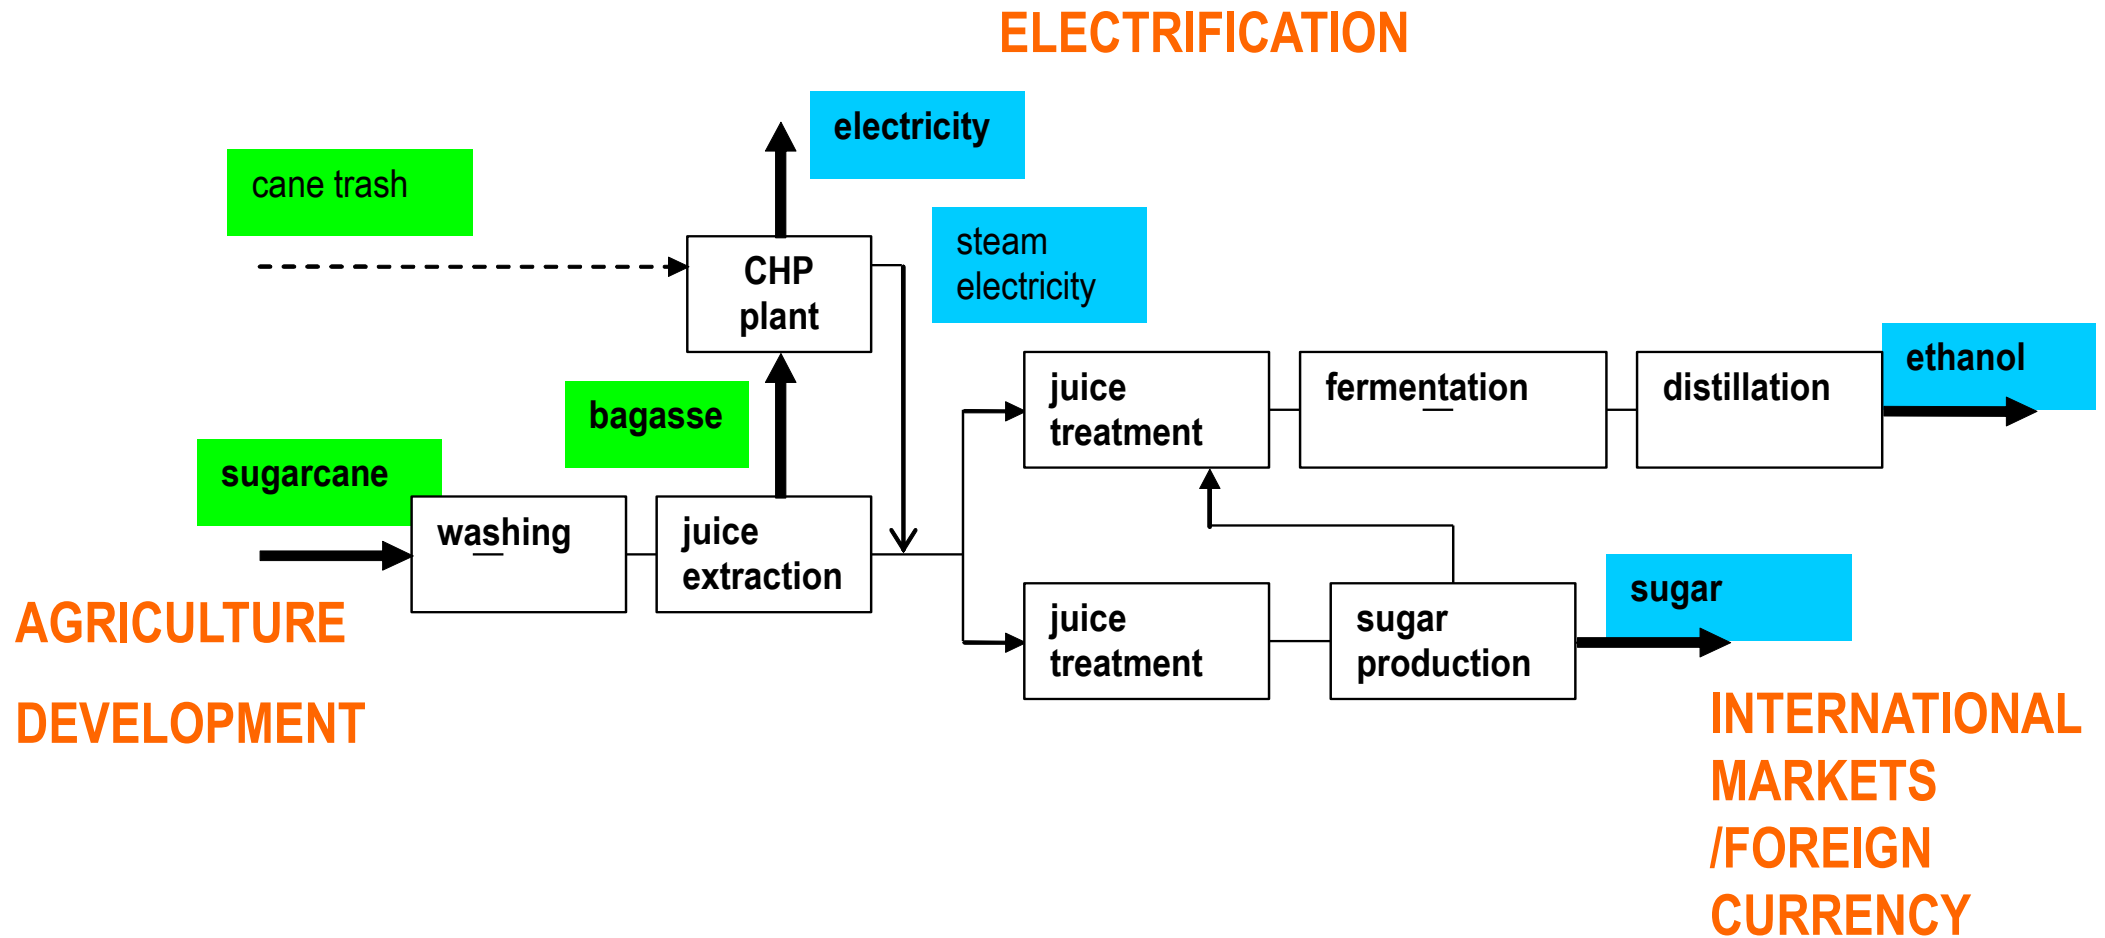 ELECTRIFICATION
electricity
cane trash
steam
electricity
CHP
plant
ethanol
juice
treatment
fermentation
distillation
bagasse
sugarcane
washing
juice
extraction
sugar
juice
treatment
sugar
production
AGRICULTURE
DEVELOPMENT
INTERNATIONAL
MARKETS
/FOREIGN
CURRENCY